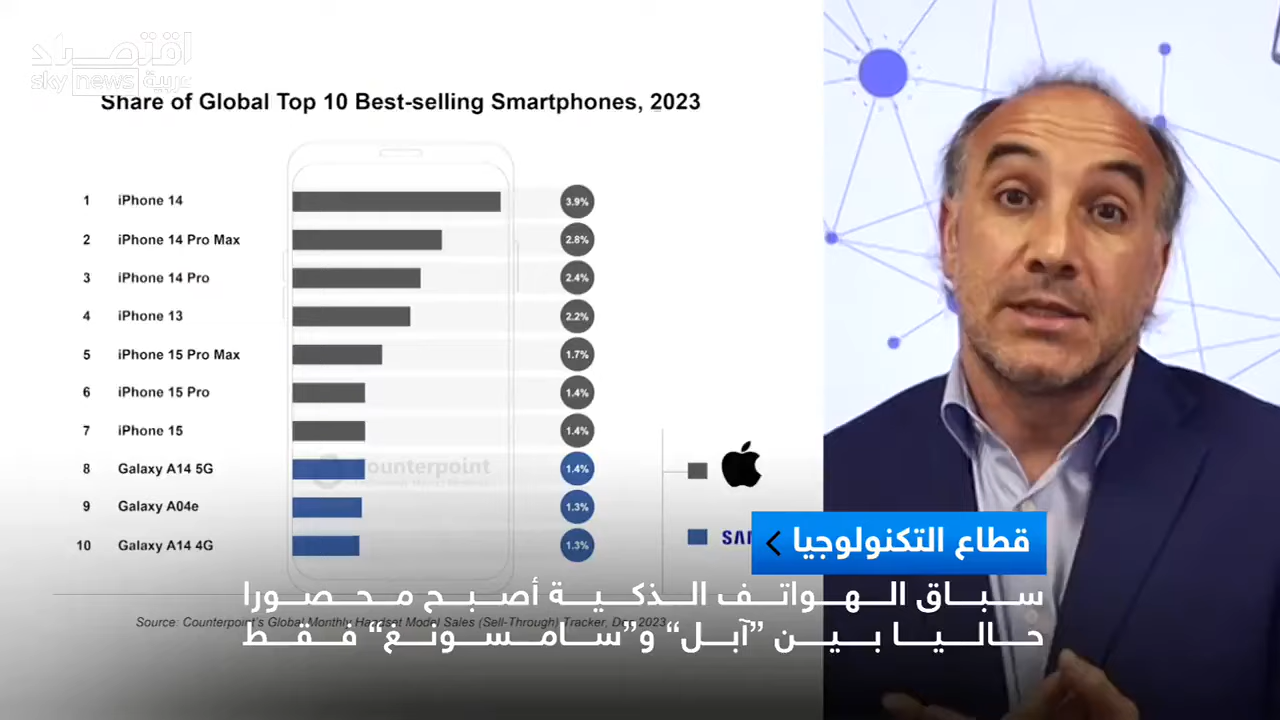 اقتصاد
sky news عربية
Share of Global Top 10 Best-selling Smartphones, 2023
1 iPhone 14 3.9%
2 iPhone 14 Pro Max 2.8%
3 iPhone 14 Pro 2.4%
4 iPhone 13 2.2%
5 iPhone 15 Pro Max 1.7%
6 iPhone 15 Pro 1.4%
7 iPhone 15 1.4%
8 Galaxy A14 5G 1.4%
counterpoint
9 Galaxy A04e 1.3%
10 Galaxy A14 4G 1.3%
قطاع التكنولوجيا
سباق الهواتف الذكية أصبح محصورا
حاليا بين ”آبل“ و”سامسونغ“ فقط
Source: Counterpoint's Global Monthly Handset Model Sales (Sell-Through) Tracker, Dec 2023